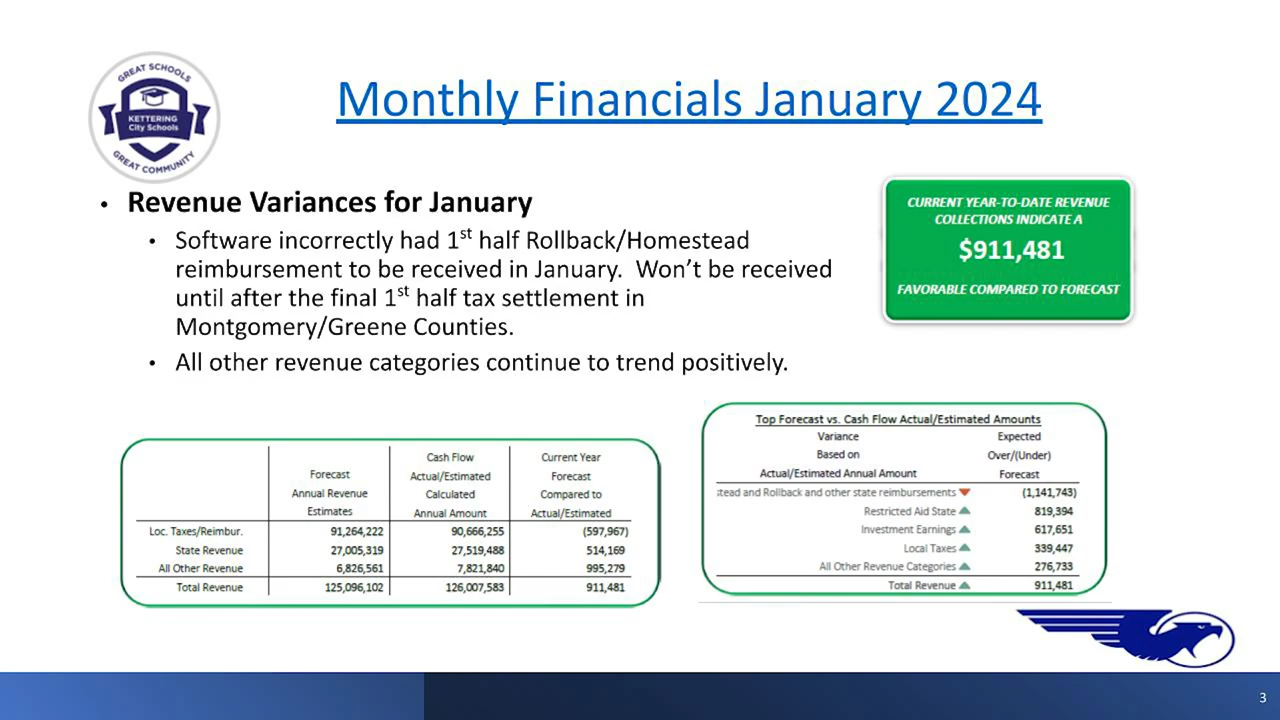 GREAT SCHOOLS
KETTERING
City Schools
GREAT COMMUNITY
Monthly Financials January 2024
• Revenue Variances for January
• Software incorrectly had 1st half Rollback/Homestead
reimbursement to be received in January. Won’t be received
until after the final 1st half tax settlement in
Montgomery/Greene Counties.
• All other revenue categories continue to trend positively.
CURRENT YEAR-TO-DATE REVENUE
COLLECTIONS INDICATE A
$911,481
FAVORABLE COMPARED TO FORECAST
Cash Flow Current Year
Forecast Actual/Estimated Forecast
Annual Revenue Calculated Compared to
Estimates Annual Amount Actual/Estimated
Loc. Taxes/Reimbur. 91,264,222 90,666,255 (597,967)
State Revenue 27,005,319 27,519,488 514,169
All Other Revenue 6,826,561 7,821,840 995,279
Total Revenue 125,096,102 126,007,583 911,481
Top Forecast vs. Cash Flow Actual/Estimated Amounts
Variance Expected
Based on Over/(Under)
Actual/Estimated Annual Amount Forecast
stead and Rollback and other state reimbursements (1,141,743)
Restricted Aid State 819,394
Investment Earnings 617,651
Local Taxes 339,447
All Other Revenue Categories 276,733
Total Revenue 911,481
3